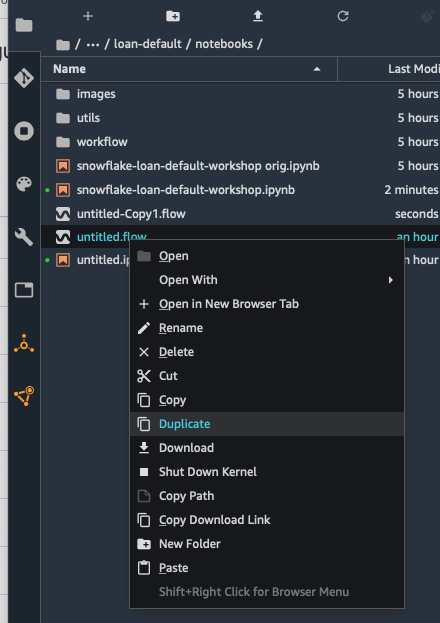 / ... / loan-default / notebooks /
Name Last Modi
images 5 hours
utils 5 hours
workflow 5 hours
snowflake-loan-default-workshop orig.ipynb 5 hours
snowflake-loan-default-workshop.ipynb 2 minutes
untitled-Copy1.flow seconds
untitled.flow an hour
untitled.ip n hour
Open
Open With
Open in New Browser Tab
Rename
Delete
Cut
Copy
Duplicate
Download
Shut Down Kernel
Copy Path
Copy Download Link
New Folder
Paste
Shift+Right Click for Browser Menu